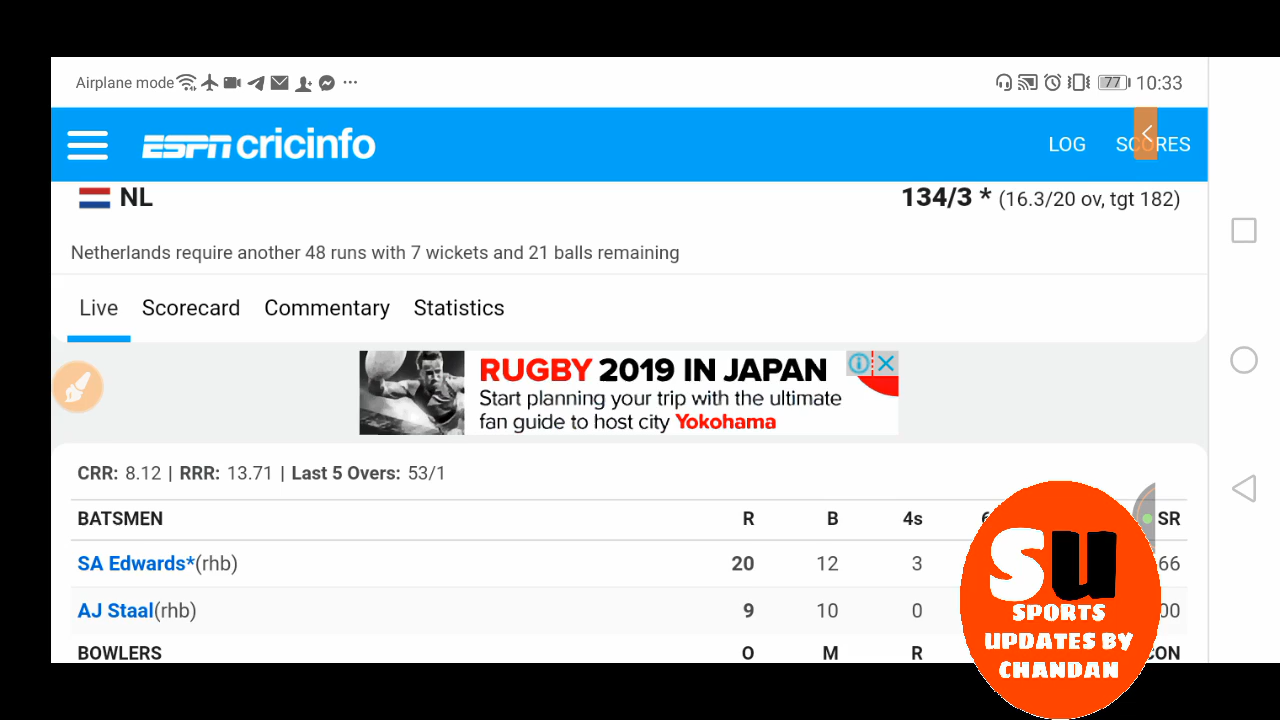 Airplane mode ... 77 10:33
ESPN cricinfo LOG SCORES
NL 134/3 * (16.3/20 ov, tgt 182)
Netherlands require another 48 runs with 7 wickets and 21 balls remaining
Live Scorecard Commentary Statistics
RUGBY 2019 IN JAPAN
Start planning your trip with the ultimate
fan guide to host city Yokohama
CRR: 8.12 | RRR: 13.71 | Last 5 Overs: 53/1
BATSMEN R B 4s SR
SA Edwards*(rhb) 20 12 3 66
AJ Staal(rhb) 9 10 0 00
BOWLERS O M R CON
SU
SPORTS
UPDATES BY
CHANDAN